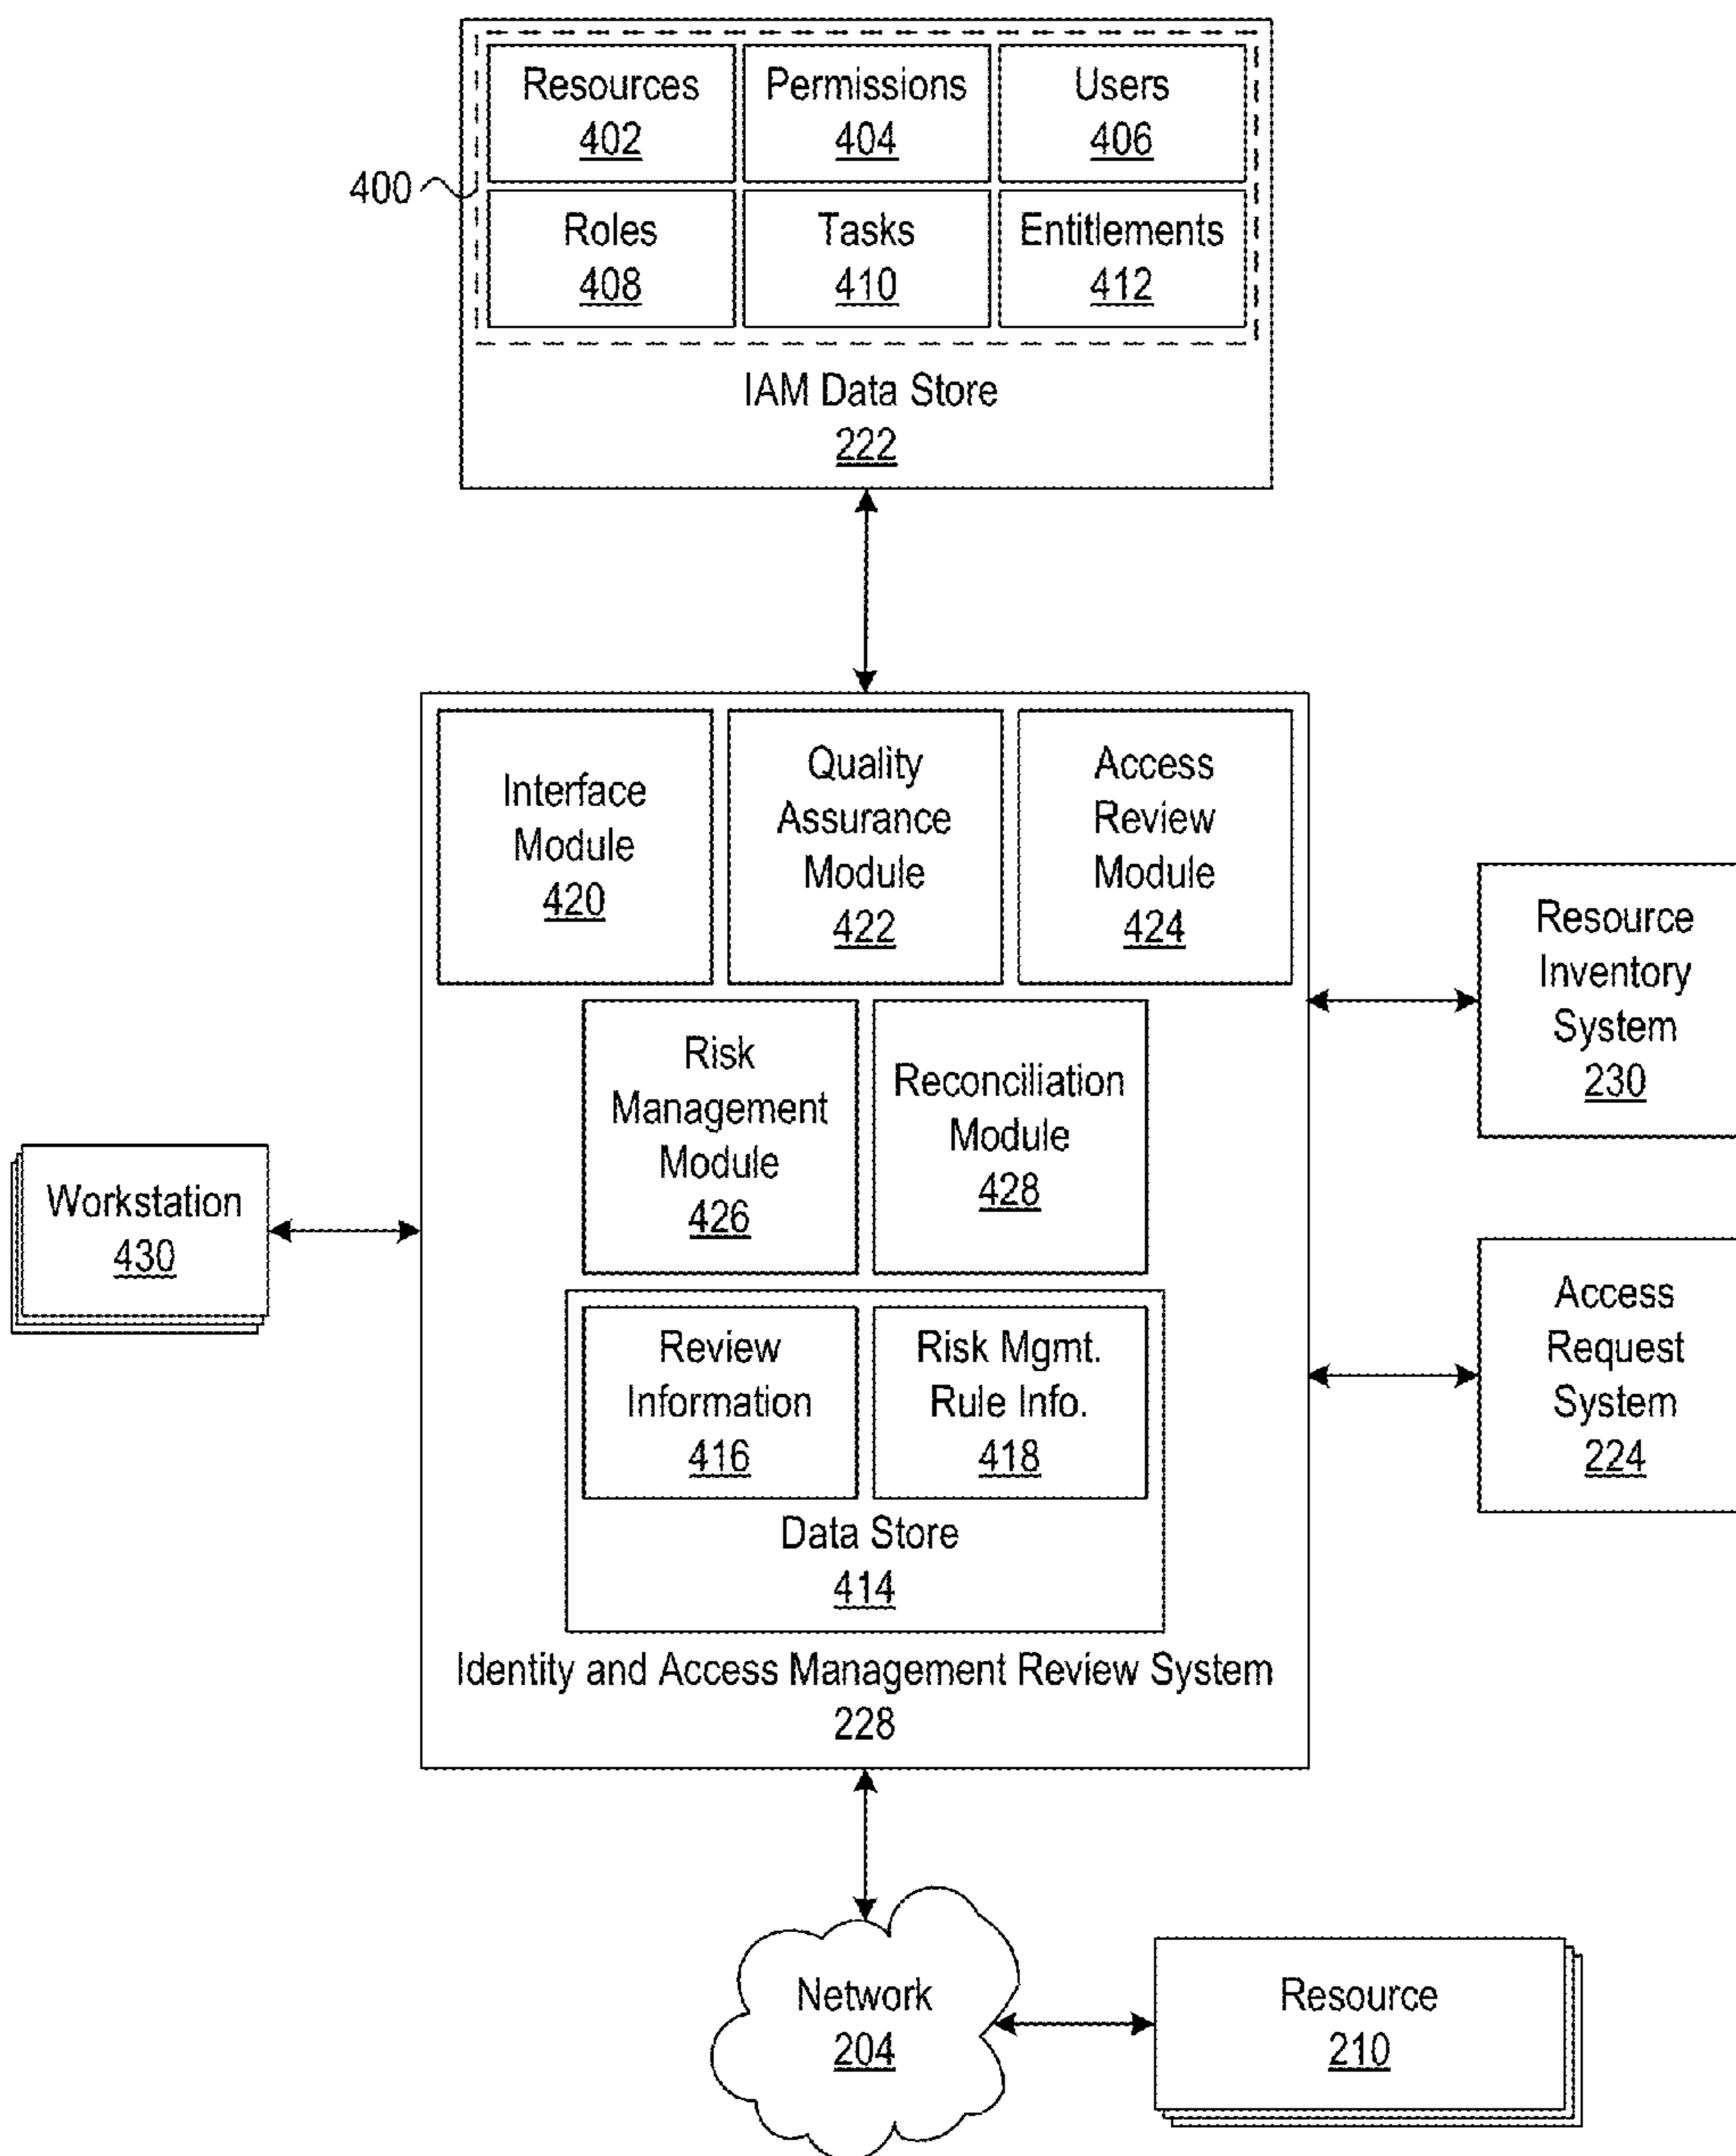 Resources
402
Permissions
404
Users
406
400
Roles
408
Tasks
410
Entitlements
412
IAM Data Store
222
Interface
Module
420
Quality
Assurance
Module
422
Access
Review
Module
424
Resource
Inventory
System
230
Risk
Management
Module
426
Reconciliation
Module
428
Workstation
430
Access
Request
System
224
Review
Information
416
Risk Mgmt.
Rule Info.
418
Data Store
414
Identity and Access Management Review System
228
Network
204
Resource
210